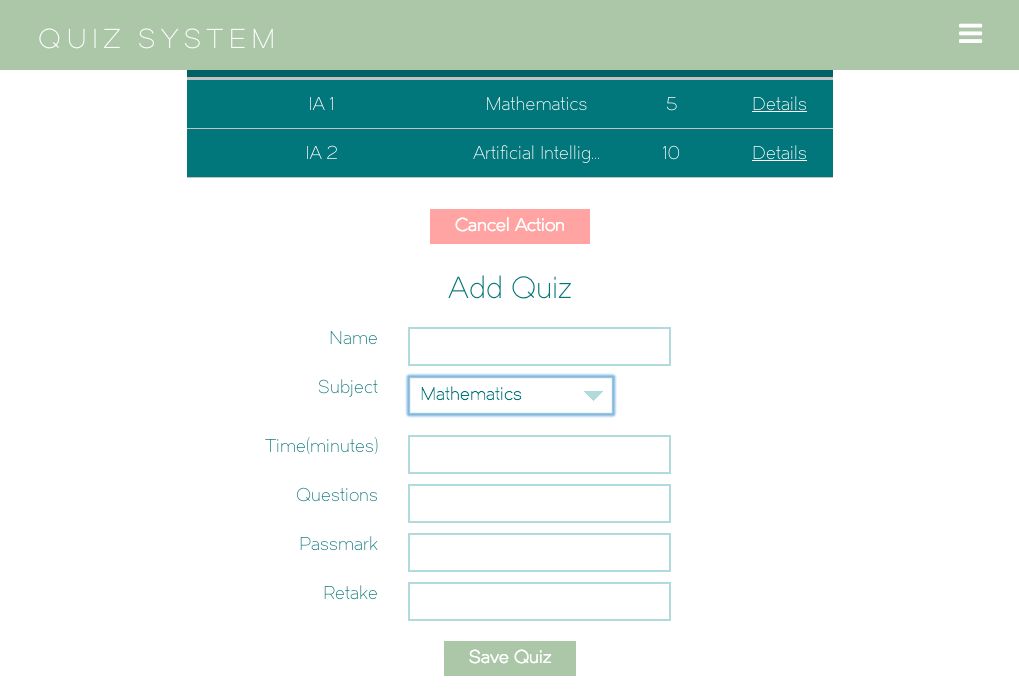 QUIZ SYSTEM
IA 1 Mathematics 5 Details
IA 2 Artificial Intellig... 10 Details
Cancel Action
Add Quiz
Name
Subject Mathematics
Time(minutes)
Questions
Passmark
Retake
Save Quiz